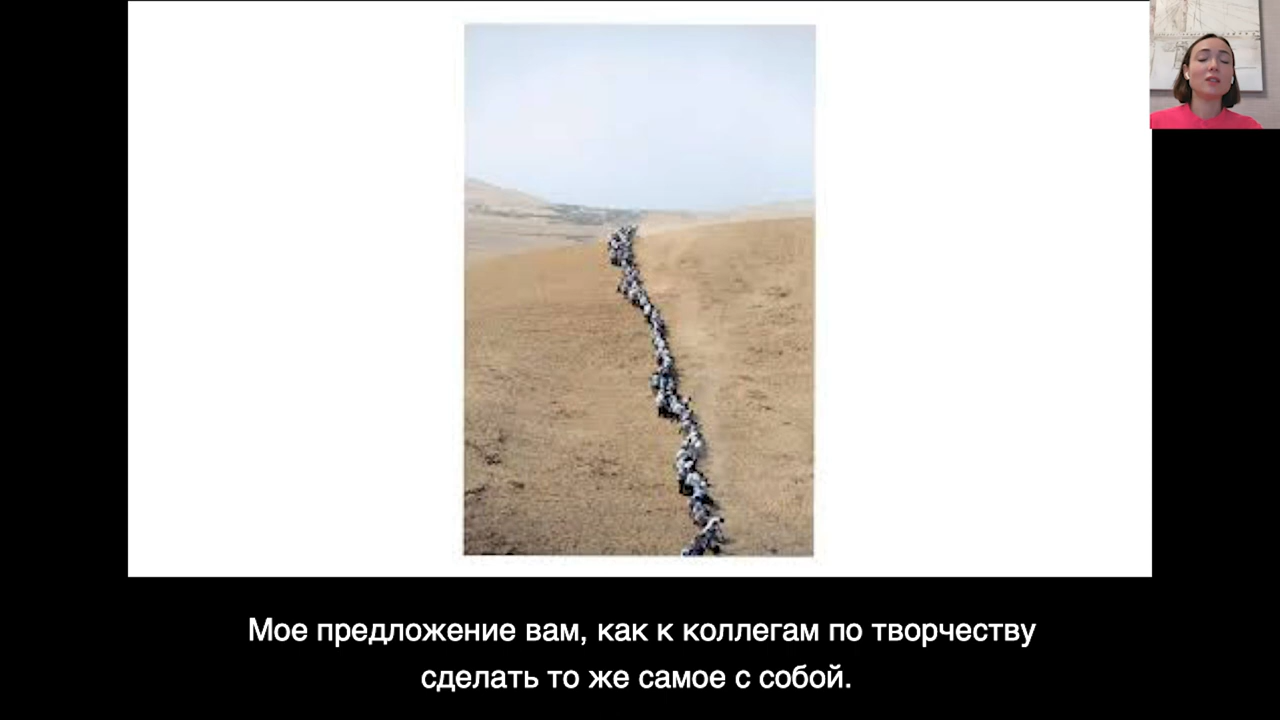 Мое предложение вам, как к коллегам по творчеству
сделать то же самое с собой.